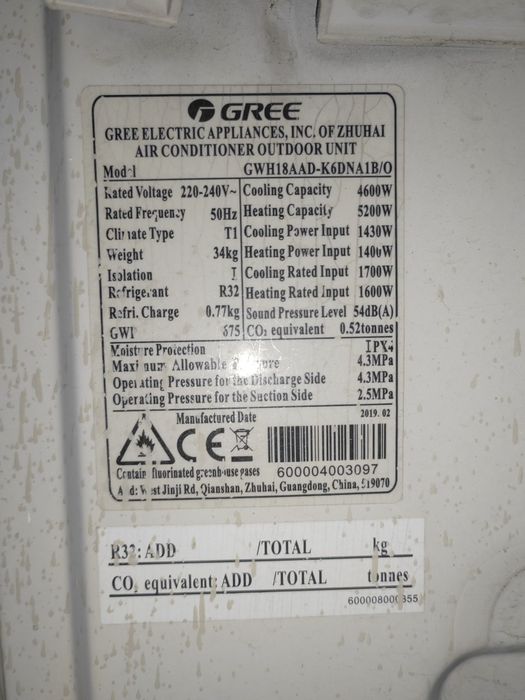 GREE
GREE ELECTRIC APPLIANCES, INC. OF ZHUHAI
AIR CONDITIONER OUTDOOR UNIT
Model GWH18AAD-K6DNA1B/O
Rated Voltage 220-240V~ Cooling Capacity 4600W
Rated Frequency 50Hz Heating Capacity 5200W
Climate Type T1 Cooling Power Input 1430W
Weight 34kg Heating Power Input 1400W
Isolation I Cooling Rated Input 1700W
Refrigerant R32 Heating Rated Input 1600W
Refri. Charge 0.77kg Sound Pressure Level 54dB(A)
GWP 675 CO₂ equivalent 0.52tonnes
Moisture Protection IPX4
Maximum Allowable Pressure 4.3MPa
Operating Pressure for the Discharge Side 4.3MPa
Operating Pressure for the Suction Side 2.5MPa
Manufactured Date 2019.02
CE
Contain fluorinated greenhouse gases 600004003097
Add: West Jinji Rd, Qianshan, Zhuhai, Guangdong, China, 519070
R32: ADD /TOTAL kg
CO₂ equivalent: ADD /TOTAL tonnes
600008000355